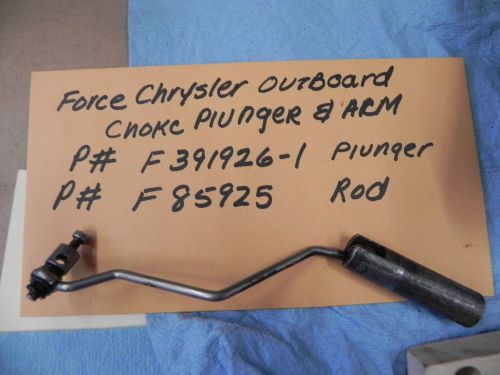 Force Chrysler OUTBOARD
CHOKE PlUNgER & ARM
P# F391926-1 Plunger
P# F85925 Rod